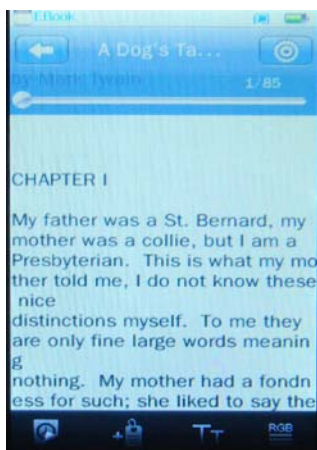 EBook
A Dog's Ta...
by Mark Twain
1/85
CHAPTER I
My father was a St. Bernard, my
mother was a collie, but I am a
Presbyterian.  This is what my mo
ther told me, I do not know these
 nice
distinctions myself.  To me they
are only fine large words meanin
g
nothing.  My mother had a fondn
ess for such; she liked to say the
TT
RGB